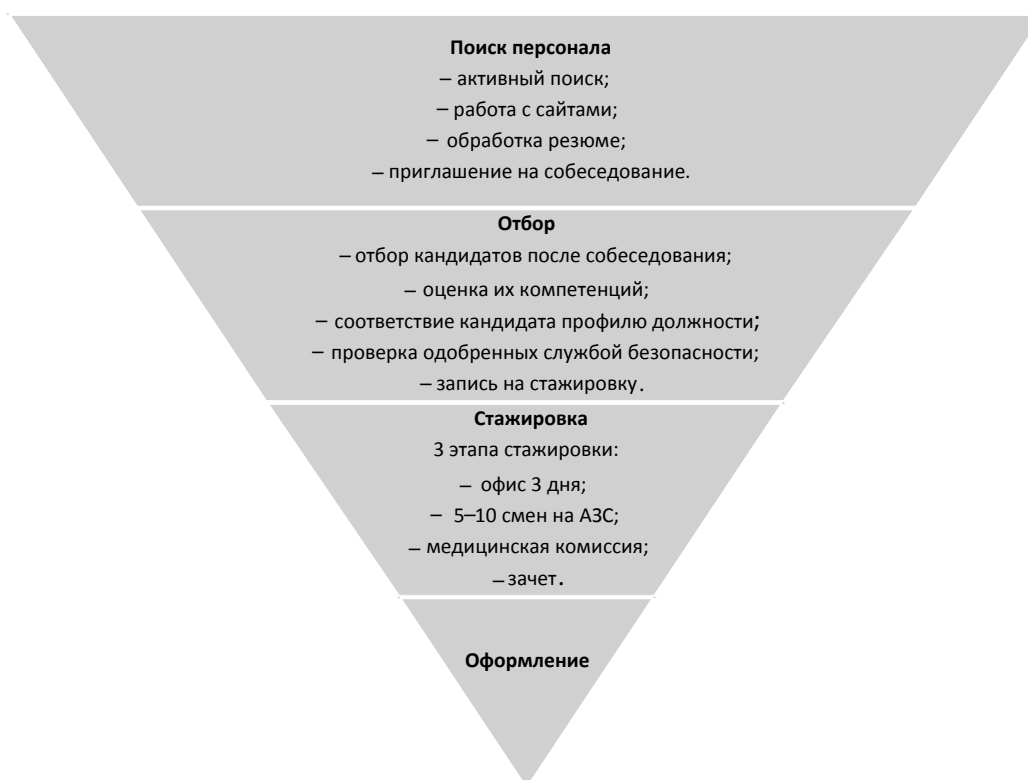 Поиск персонала
– активный поиск;
– работа с сайтами;
– обработка резюме;
– приглашение на собеседование.
Отбор
– отбор кандидатов после собеседования;
– оценка их компетенций;
– соответствие кандидата профилю должности;
– проверка одобренных службой безопасности;
– запись на стажировку.
Стажировка
3 этапа стажировки:
– офис 3 дня;
– 5–10 смен на АЗС;
– медицинская комиссия;
– зачет.
Оформление